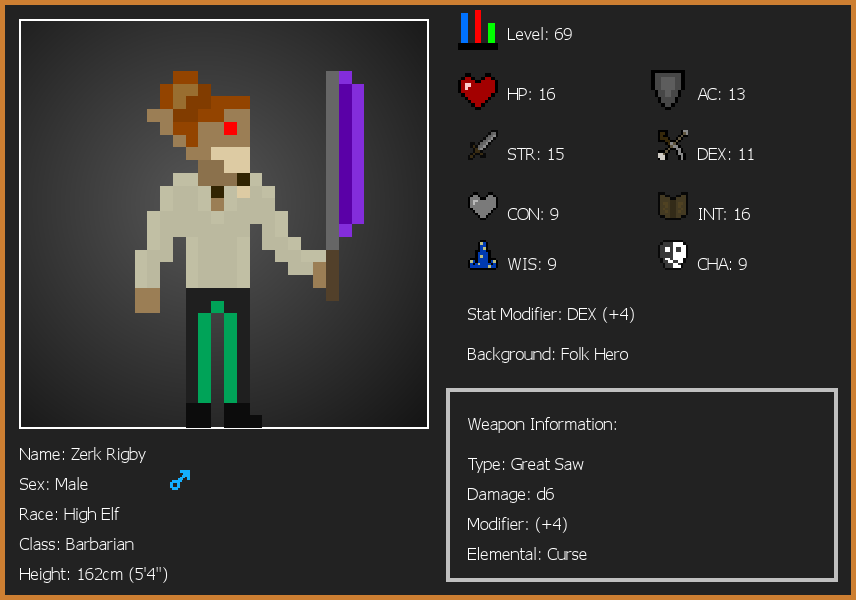 Level: 69
HP: 16
AC: 13
STR: 15
DEX: 11
CON: 9
INT: 16
WIS: 9
CHA: 9
Stat Modifier: DEX (+4)
Background: Folk Hero
Weapon Information:
Type: Great Saw
Damage: d6
Modifier: (+4)
Elemental: Curse
Name: Zerk Rigby
Sex: Male
Race: High Elf
Class: Barbarian
Height: 162cm (5'4")